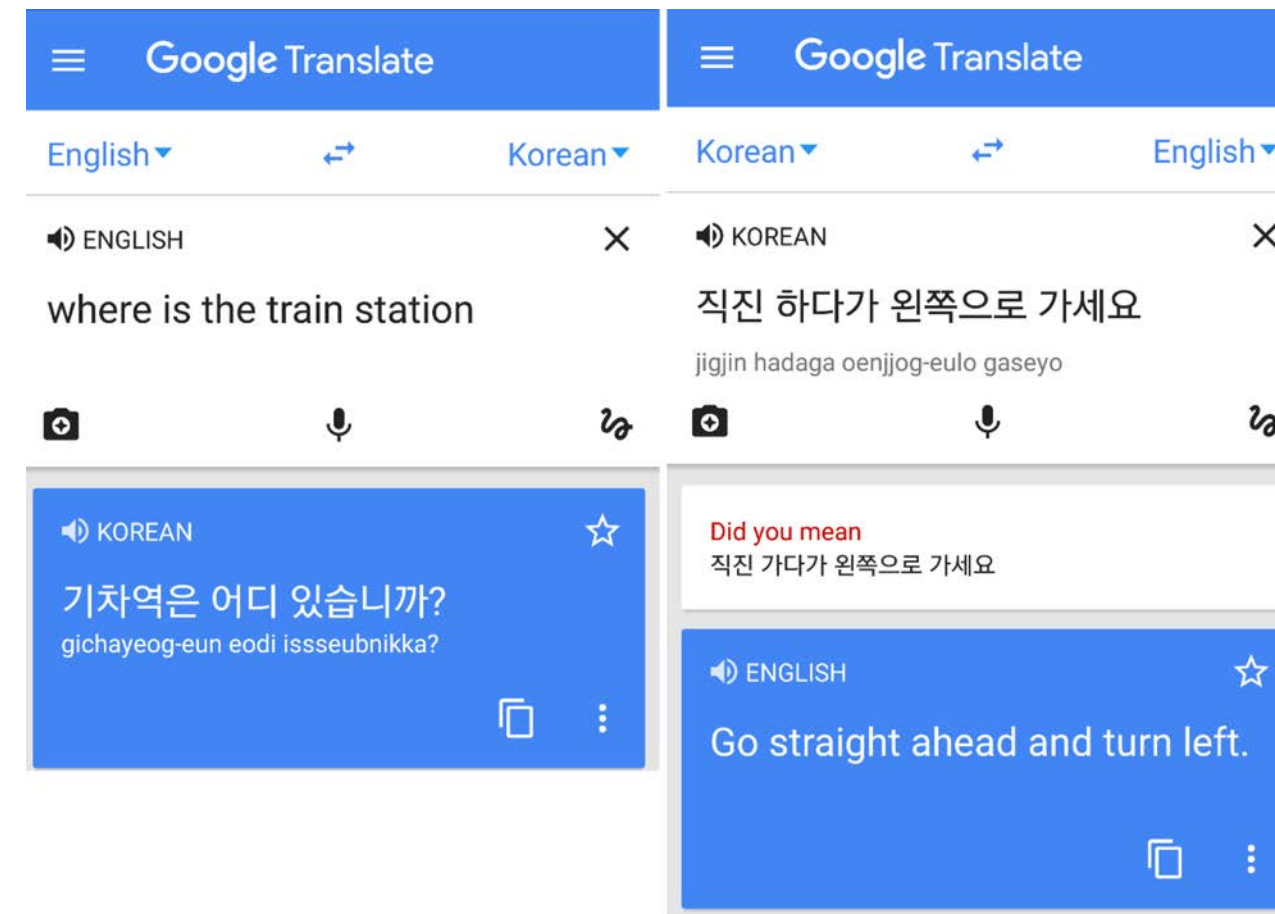 Google Translate
English
Korean
ENGLISH
where is the train station
KOREAN
기차역은 어디 있습니까?
gichayeog-eun eodi issseubnikka?
Google Translate
Korean
English
KOREAN
직진 하다가 왼쪽으로 가세요
jigjin hadaga oenjjog-eulo gaseyo
Did you mean
직진 가다가 왼쪽으로 가세요
ENGLISH
Go straight ahead and turn left.